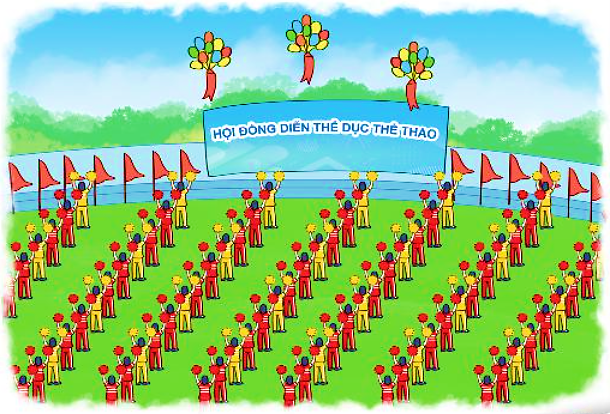 HỘI ĐỒNG DIỄN THỂ DỤC THỂ THAO